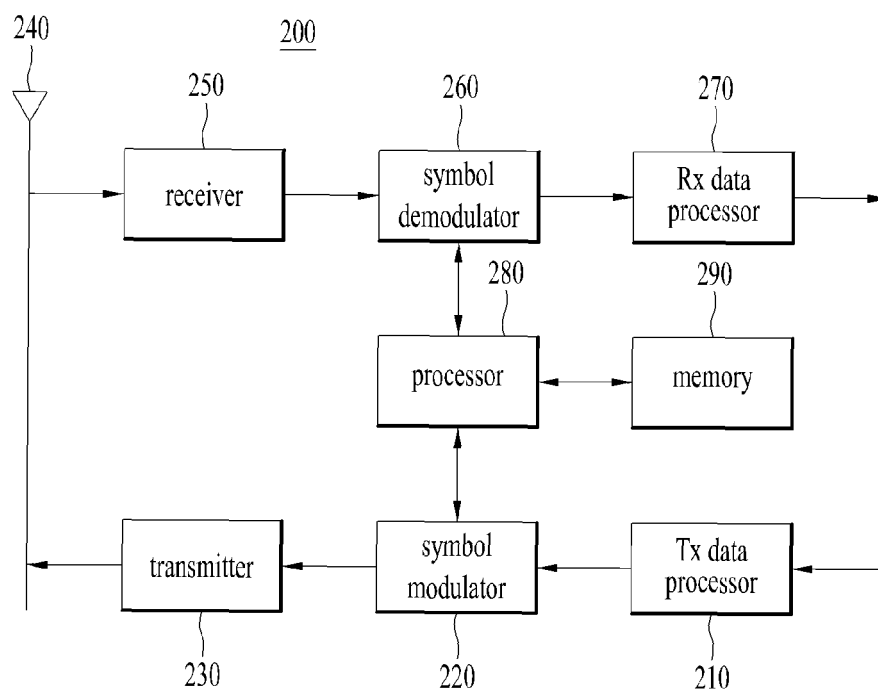 200
240
250
260
270
receiver
symbol
demodulator
Rx data
processor
280
290
processor
memory
transmitter
symbol
modulator
Tx data
processor
230
220
210